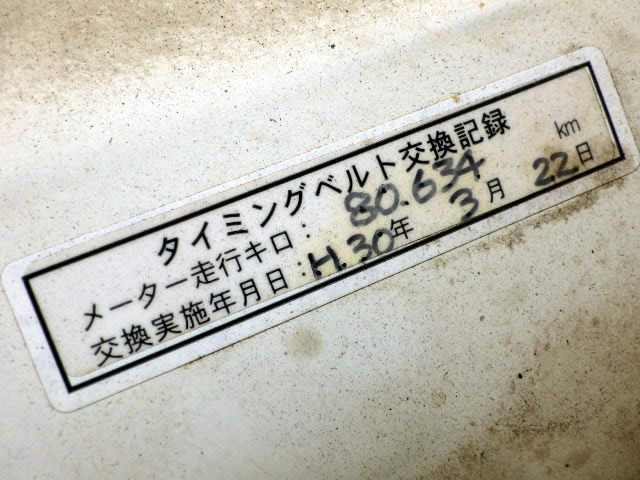 タイミングベルト交換記録
メーター走行キロ： 80.634 km
交換実施年月日：H.30年 3月 22日